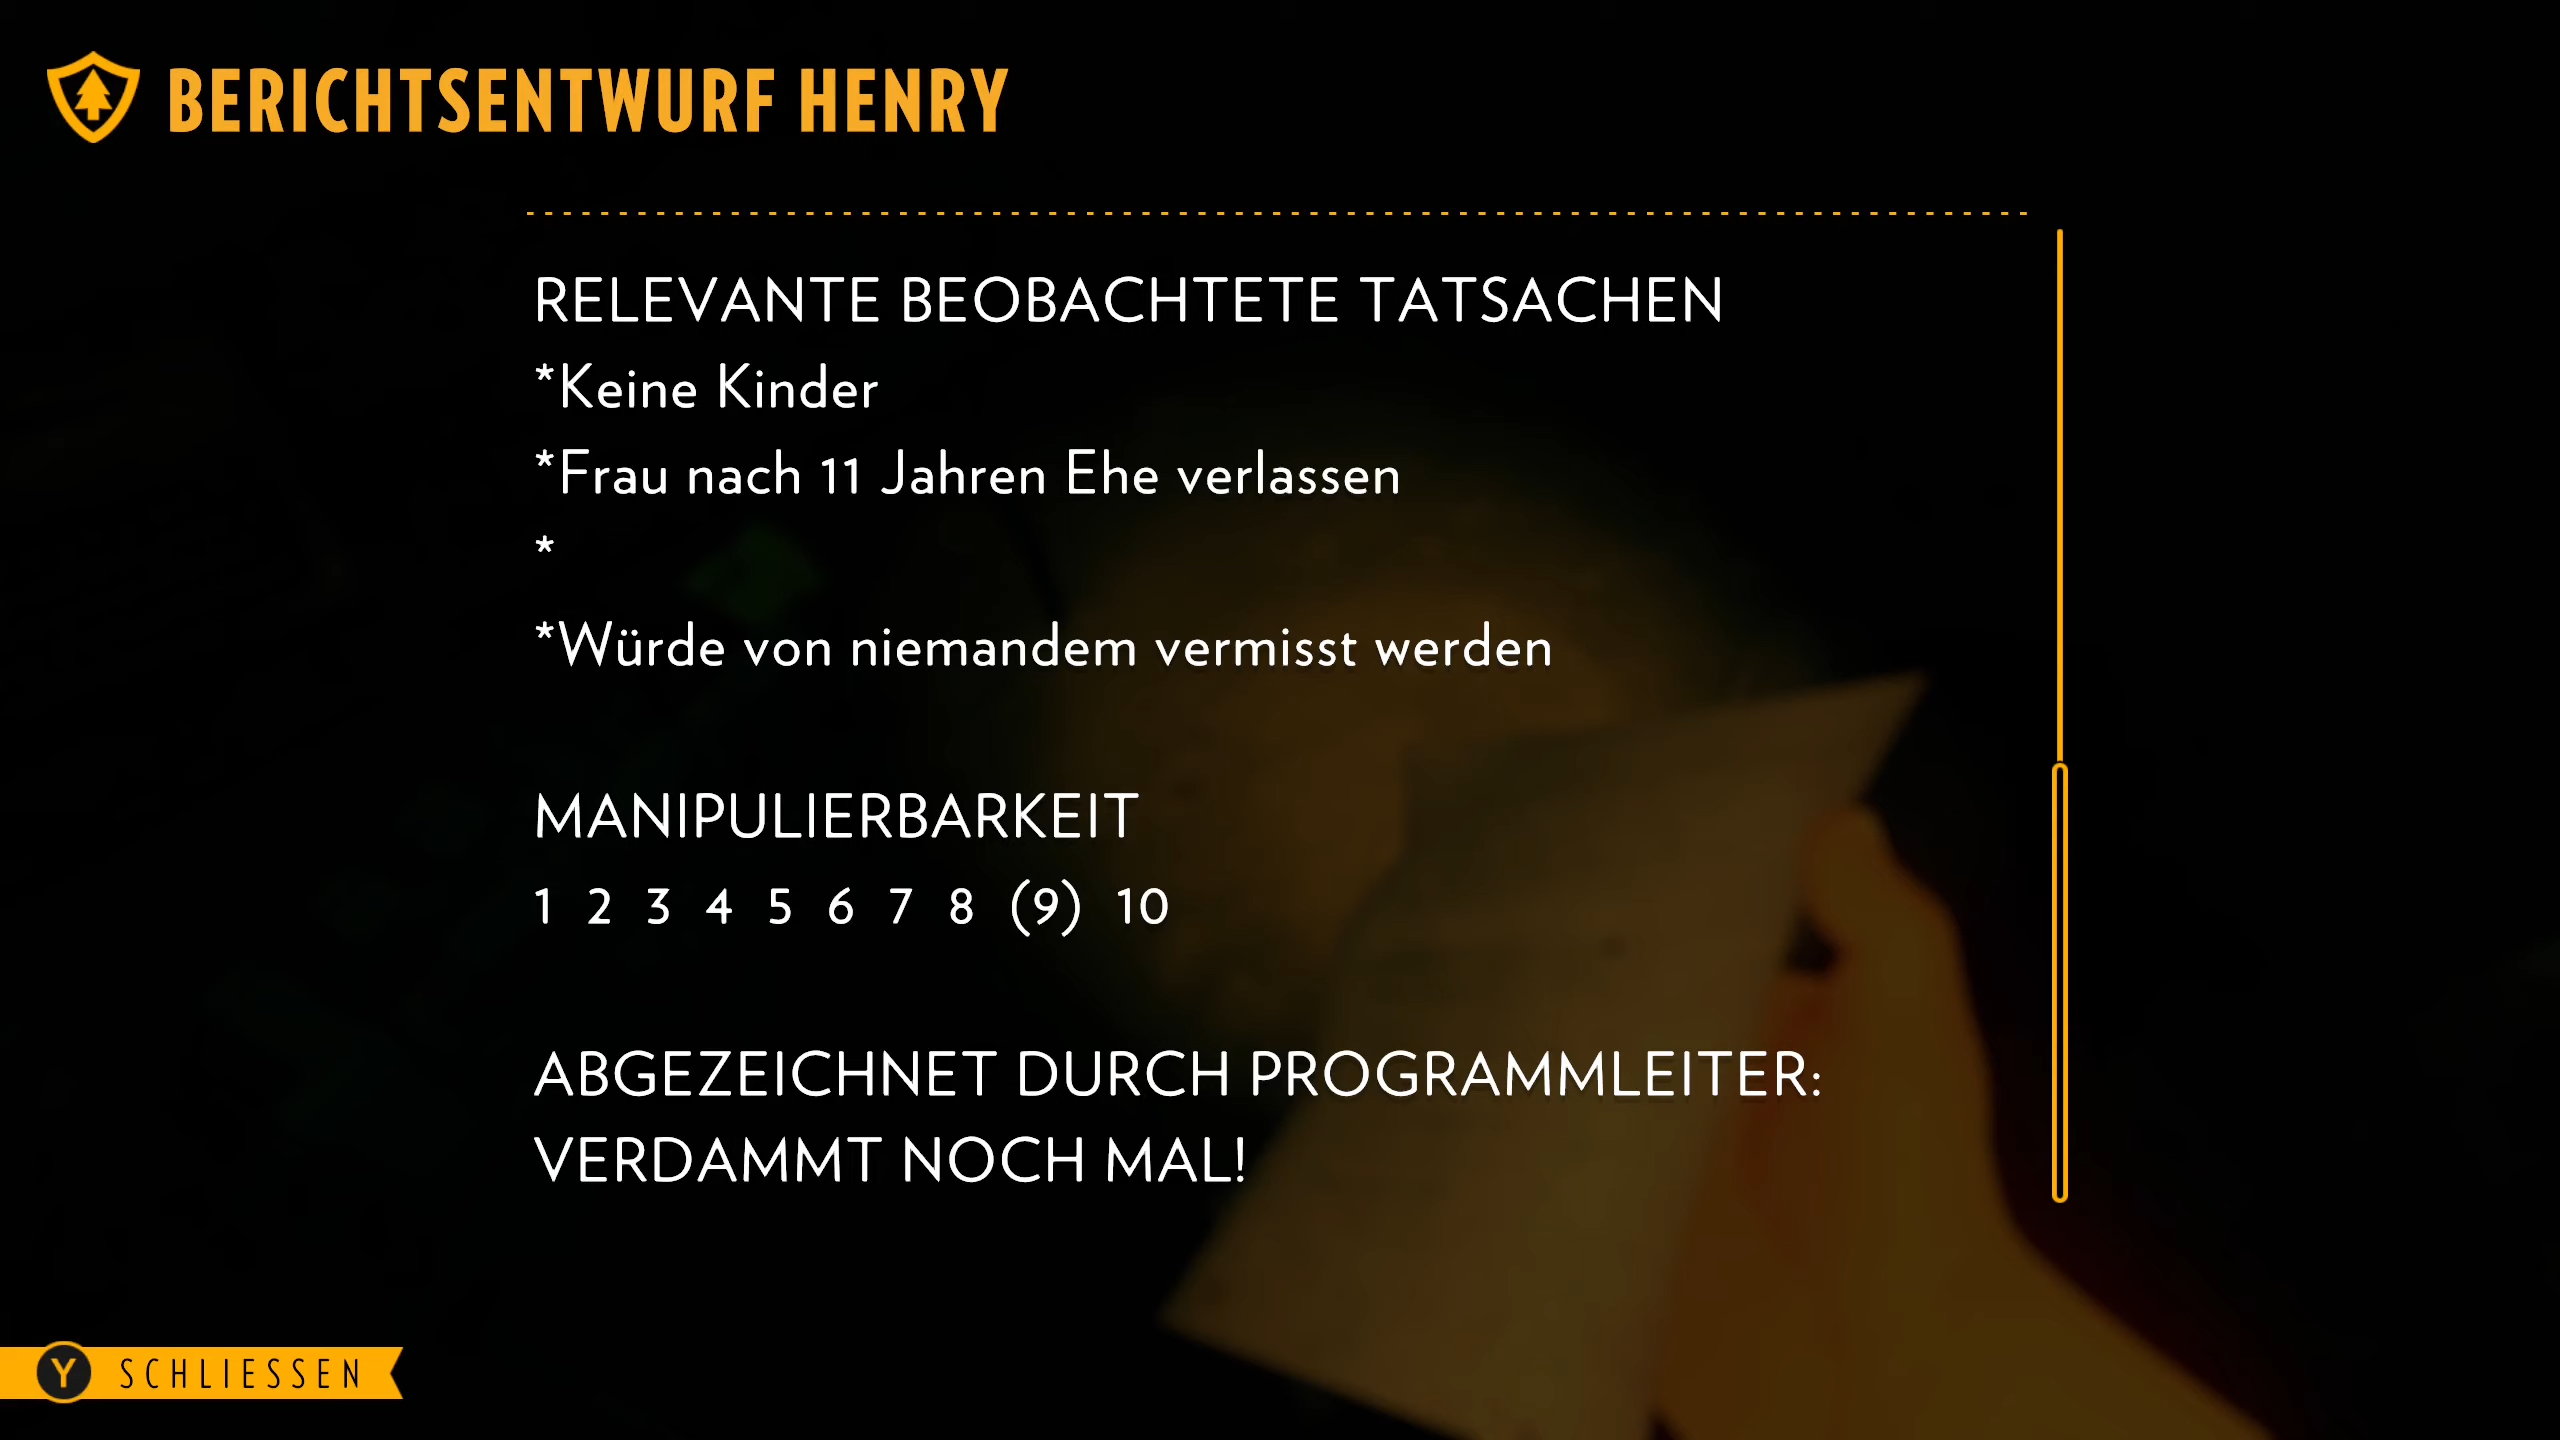 BERICHTSENTWURF HENRY
RELEVANTE BEOBACHTETE TATSACHEN
*Keine Kinder
*Frau nach 11 Jahren Ehe verlassen
*
*Würde von niemandem vermisst werden
MANIPULIERBARKEIT
1 2 3 4 5 6 7 8 (9) 10
ABGEZEICHNET DURCH PROGRAMMLEITER:
VERDAMMT NOCH MAL!
Y SCHLIESSEN